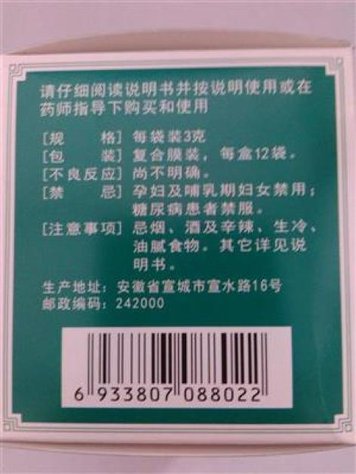 请仔细阅读说明书并按说明使用或在
药师指导下购买和使用
[规　　格] 每袋装3克
[包　　装] 复合膜装，每盒12袋。
[不良反应] 尚不明确。
[禁　　忌] 孕妇及哺乳期妇女禁用；
糖尿病患者禁服。
[注意事项] 忌烟、酒及辛辣、生冷、
油腻食物。其它详见说
明书。
生产地址：安徽省宣城市宣水路16号
邮政编码：242000
6 933807 088022